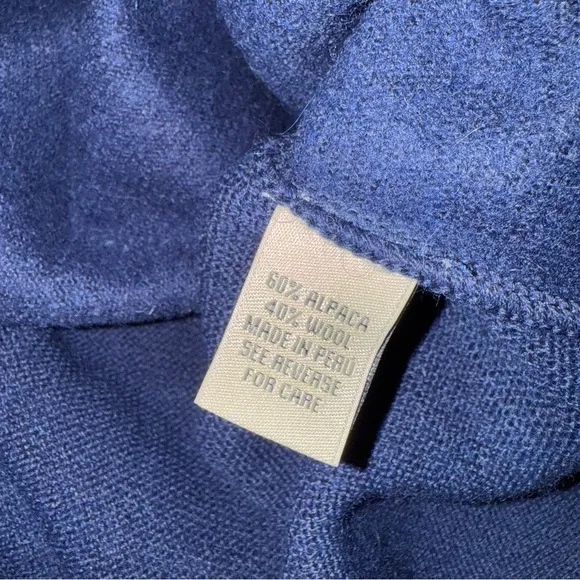 60% ALPACA
40% WOOL
MADE IN PERU
SEE REVERSE
FOR CARE